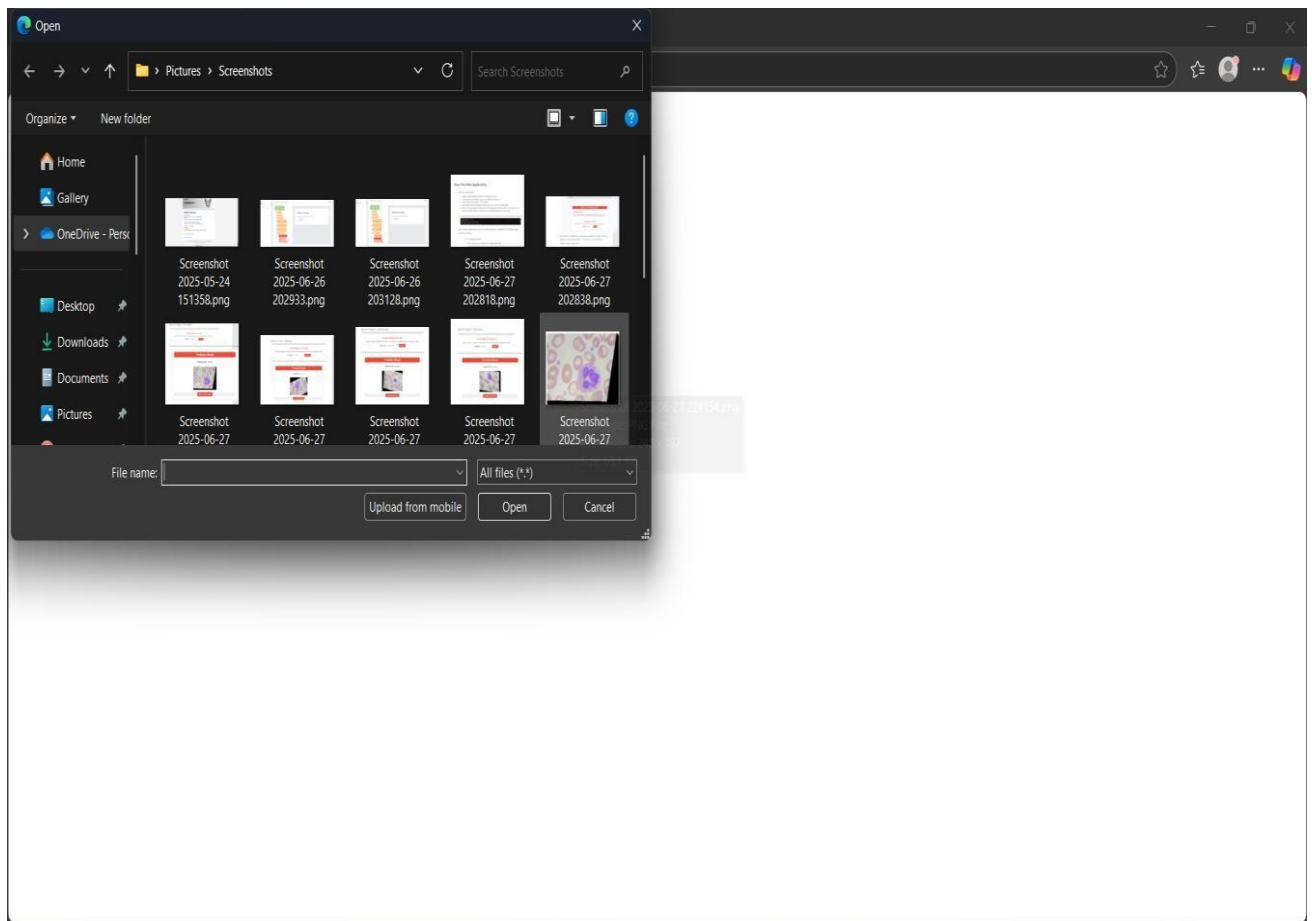 Open
Pictures > Screenshots
Search Screenshots
Organize
New folder
Home
Gallery
OneDrive - Perso
Desktop
Downloads
Documents
Pictures
Screenshot
2025-05-24
151358.png
Screenshot
2025-06-26
202933.png
Screenshot
2025-06-26
203128.png
Screenshot
2025-06-27
202818.png
Screenshot
2025-06-27
202838.png
Screenshot
2025-06-27
Screenshot
2025-06-27
Screenshot
2025-06-27
Screenshot
2025-06-27
Screenshot
2025-06-27
File name:
All files (*.*)
Upload from mobile
Open
Cancel